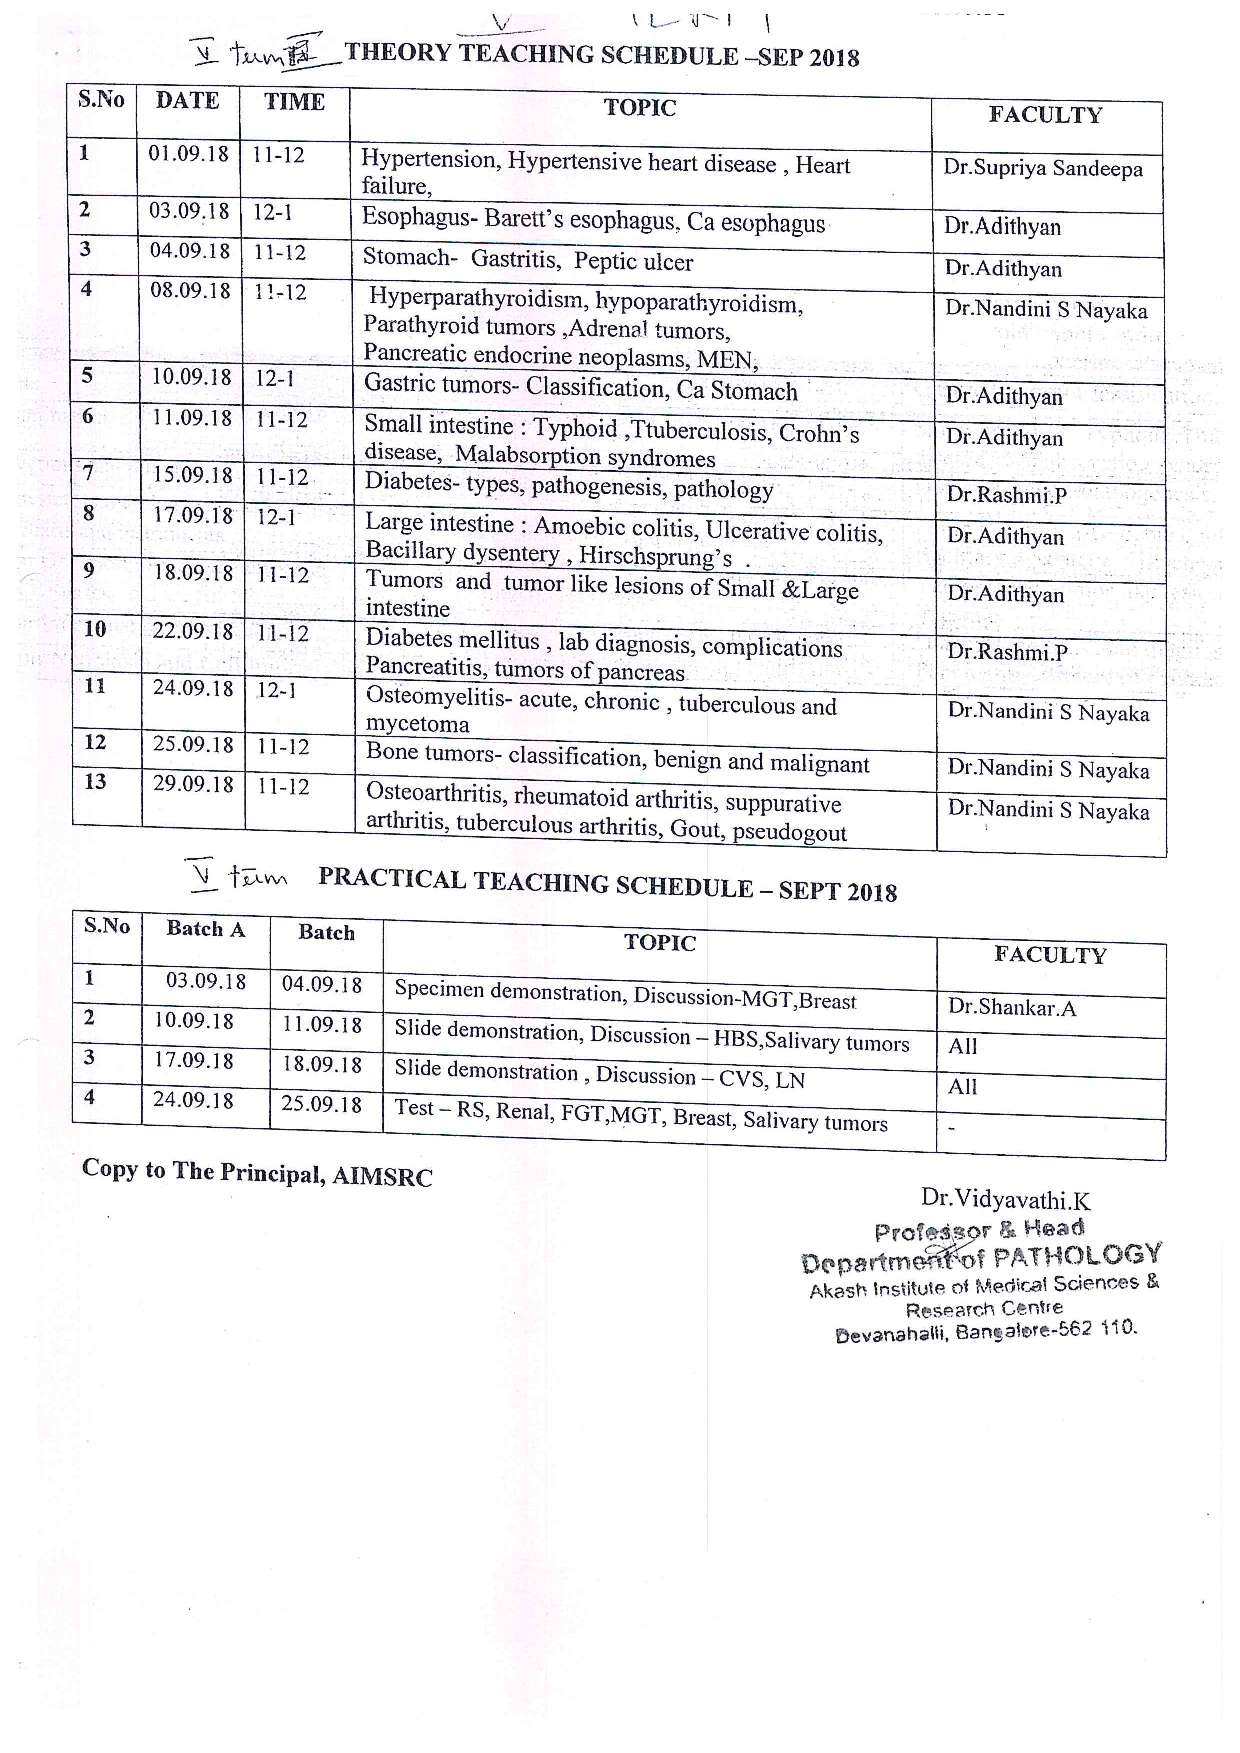 V term THEORY TEACHING SCHEDULE –SEP 2018
S.No DATE TIME TOPIC FACULTY
1 01.09.18 11-12 Hypertension, Hypertensive heart disease , Heart Dr.Supriya Sandeepa
failure,
2 03.09.18 12-1 Esophagus- Barett's esophagus, Ca esophagus Dr.Adithyan
3 04.09.18 11-12 Stomach- Gastritis, Peptic ulcer Dr.Adithyan
4 08.09.18 11-12 Hyperparathyroidism, hypoparathyroidism, Dr.Nandini S Nayaka
Parathyroid tumors ,Adrenal tumors,
Pancreatic endocrine neoplasms, MEN,
5 10.09.18 12-1 Gastric tumors- Classification, Ca Stomach Dr.Adithyan
6 11.09.18 11-12 Small intestine : Typhoid ,Ttuberculosis, Crohn's Dr.Adithyan
disease, Malabsorption syndromes
7 15.09.18 11-12 Diabetes- types, pathogenesis, pathology Dr.Rashmi.P
8 17.09.18 12-1 Large intestine : Amoebic colitis, Ulcerative colitis, Dr.Adithyan
Bacillary dysentery , Hirschsprung's .
9 18.09.18 11-12 Tumors and tumor like lesions of Small &Large Dr.Adithyan
intestine
10 22.09.18 11-12 Diabetes mellitus , lab diagnosis, complications Dr.Rashmi.P
Pancreatitis, tumors of pancreas
11 24.09.18 12-1 Osteomyelitis- acute, chronic , tuberculous and Dr.Nandini S Nayaka
mycetoma
12 25.09.18 11-12 Bone tumors- classification, benign and malignant Dr.Nandini S Nayaka
13 29.09.18 11-12 Osteoarthritis, rheumatoid arthritis, suppurative Dr.Nandini S Nayaka
arthritis, tuberculous arthritis, Gout, pseudogout
V term PRACTICAL TEACHING SCHEDULE – SEPT 2018
S.No Batch A Batch TOPIC FACULTY
1 03.09.18 04.09.18 Specimen demonstration, Discussion-MGT,Breast Dr.Shankar.A
2 10.09.18 11.09.18 Slide demonstration, Discussion – HBS,Salivary tumors All
3 17.09.18 18.09.18 Slide demonstration , Discussion – CVS, LN All
4 24.09.18 25.09.18 Test – RS, Renal, FGT,MGT, Breast, Salivary tumors -
Copy to The Principal, AIMSRC
Dr.Vidyavathi.K
Professor & Head
Department of PATHOLOGY
Akash Institute of Medical Sciences &
Research Centre
Devanahalli, Bangalore-562 110.